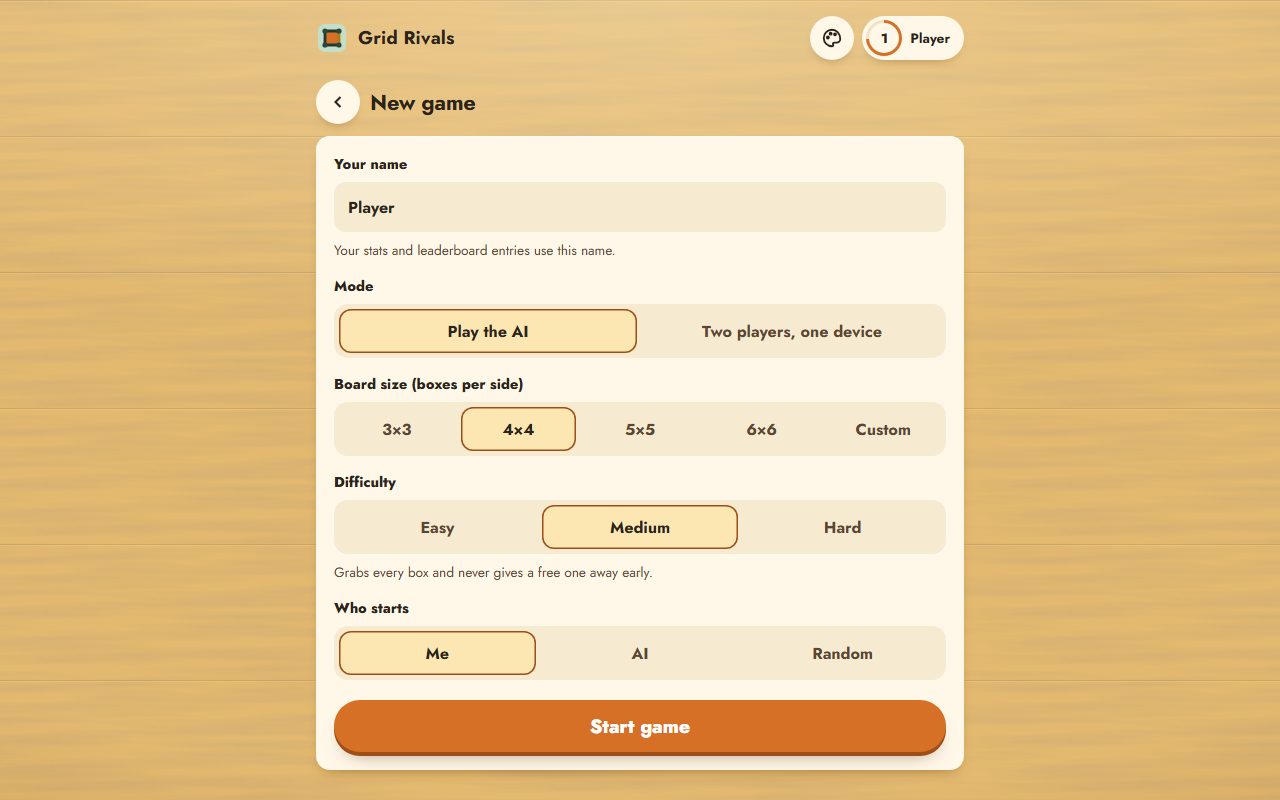 Grid Rivals
1 Player
New game
Your name
Player
Your stats and leaderboard entries use this name.
Mode
Play the AI Two players, one device
Board size (boxes per side)
3×3 4×4 5×5 6×6 Custom
Difficulty
Easy Medium Hard
Grabs every box and never gives a free one away early.
Who starts
Me AI Random
Start game